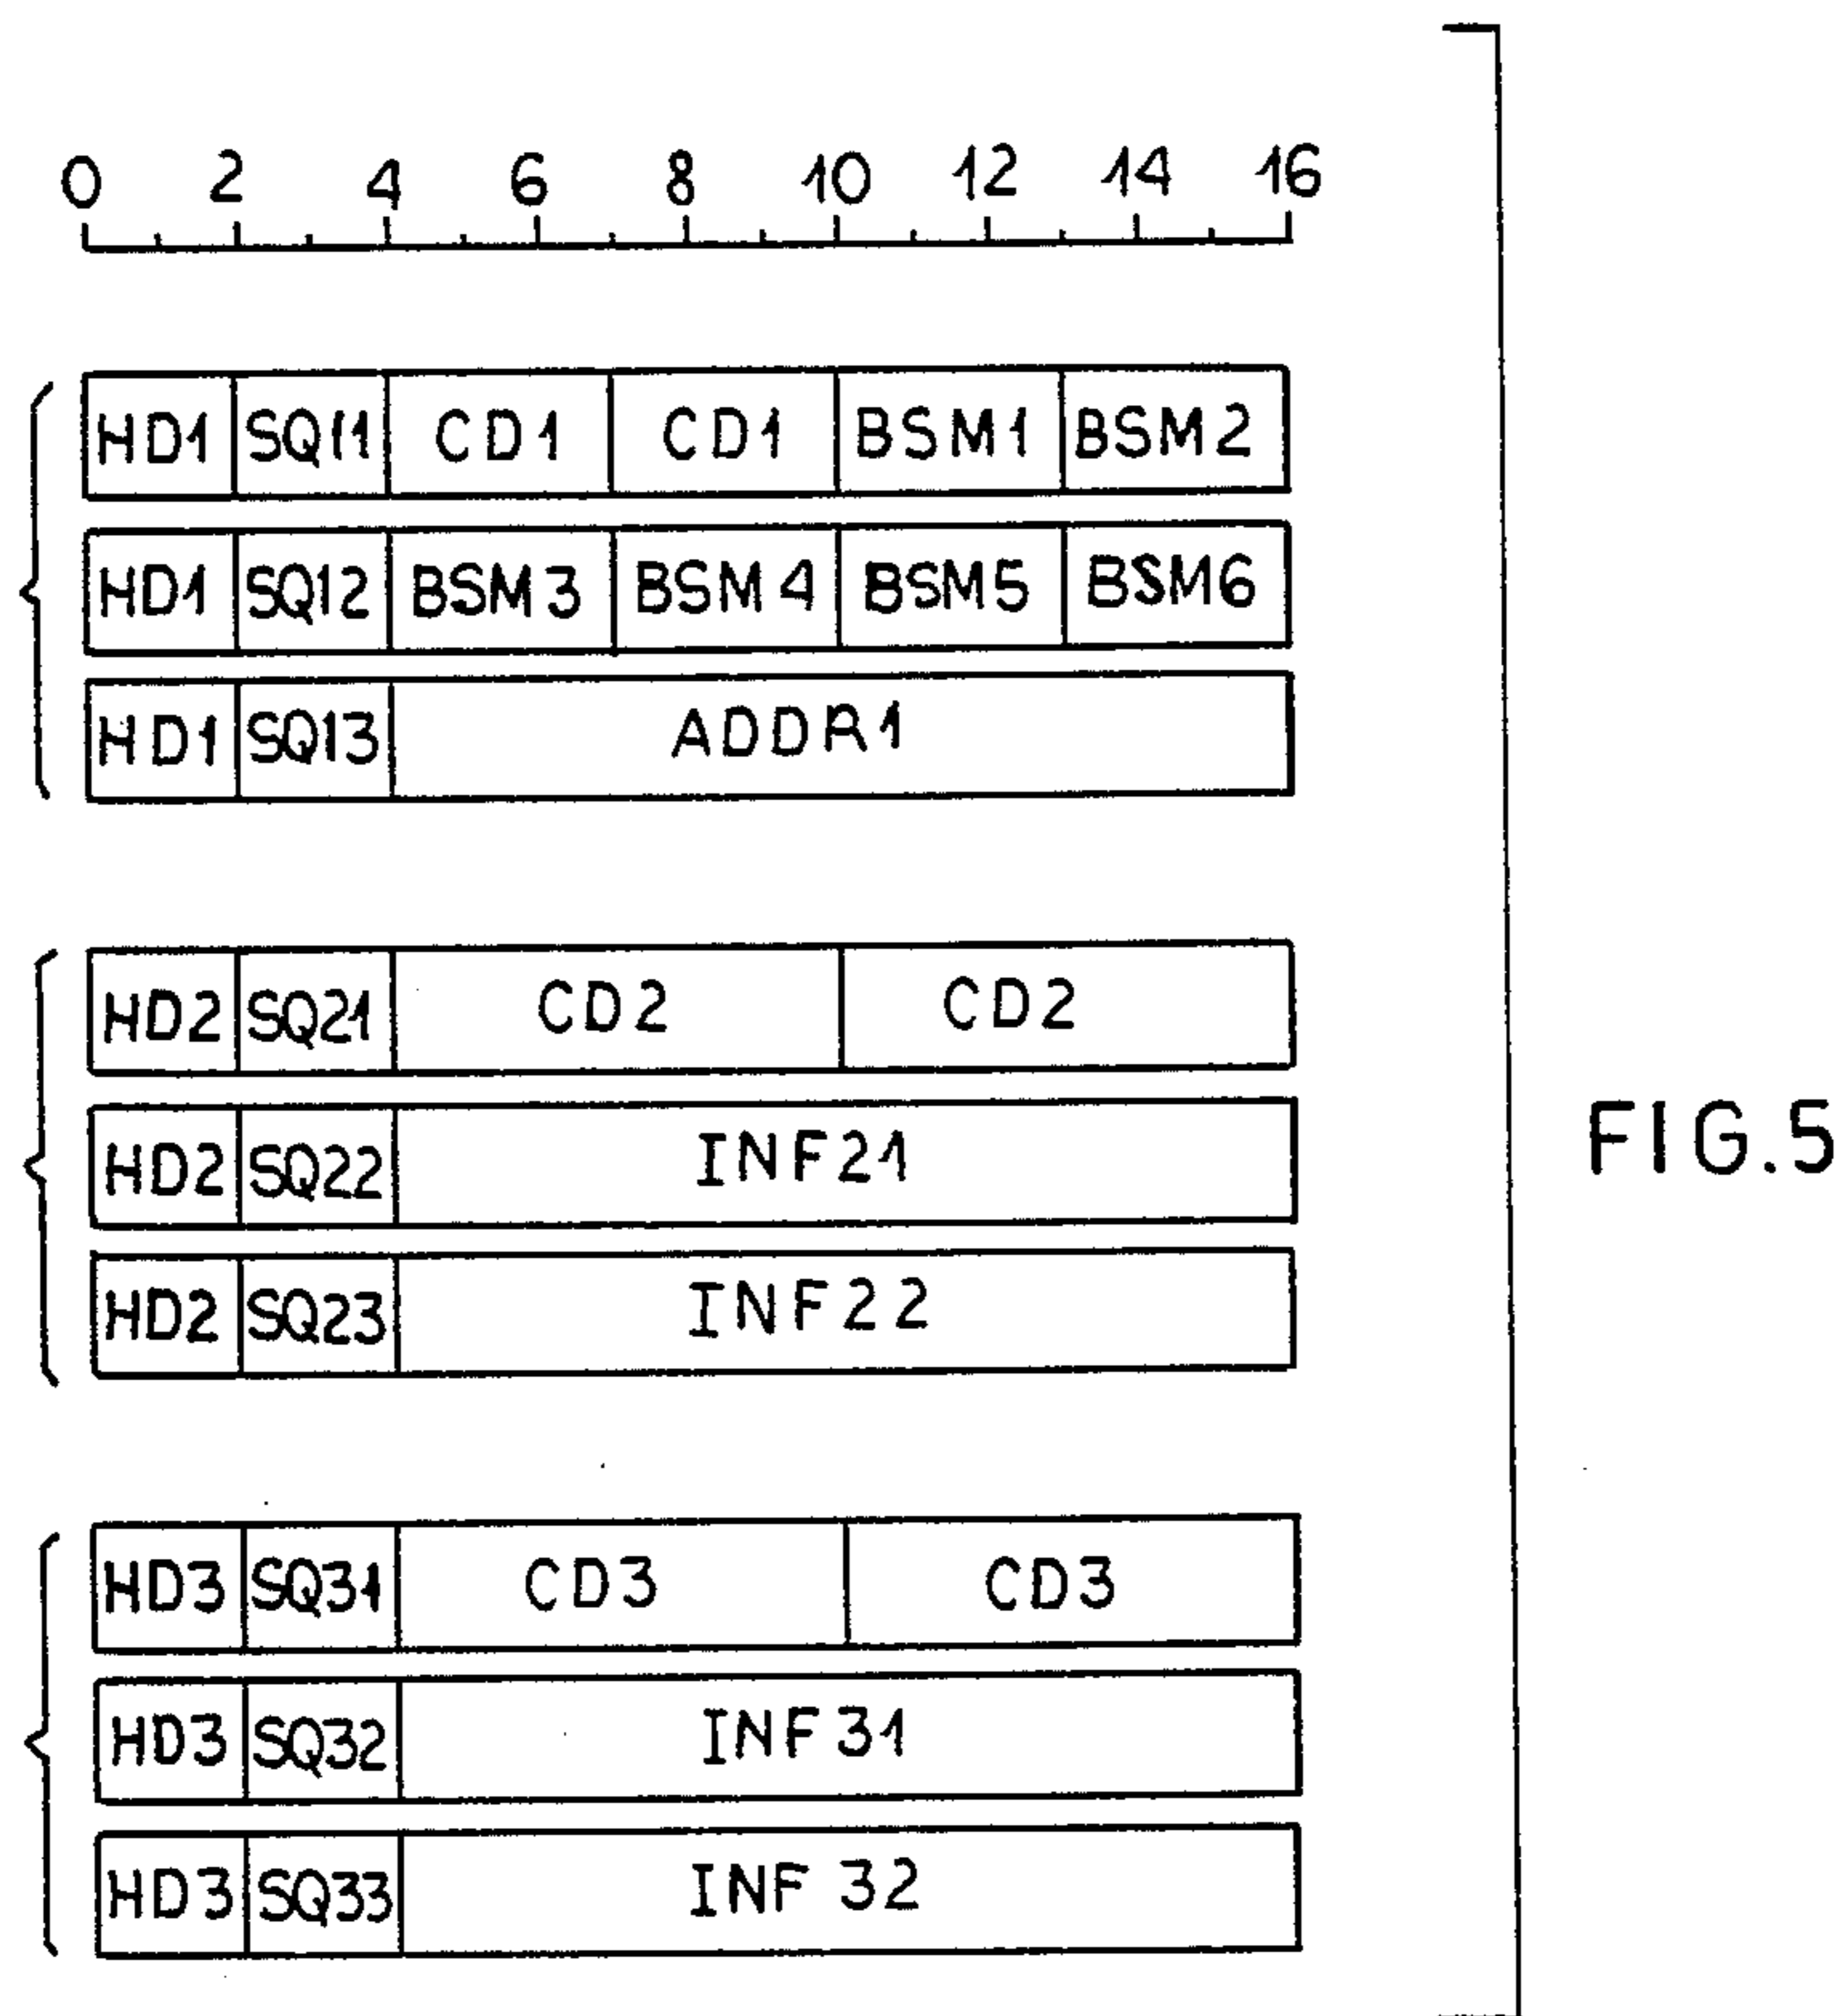 0 2 4 6 8 10 12 14 16
HD1 SQ11 CD1 CD1 BSM1 BSM2
HD1 SQ12 BSM3 BSM4 BSM5 BSM6
HD1 SQ13 ADDR1
HD2 SQ21 CD2 CD2
HD2 SQ22 INF21
HD2 SQ23 INF22
HD3 SQ31 CD3 CD3
HD3 SQ32 INF31
HD3 SQ33 INF 32
FIG.5